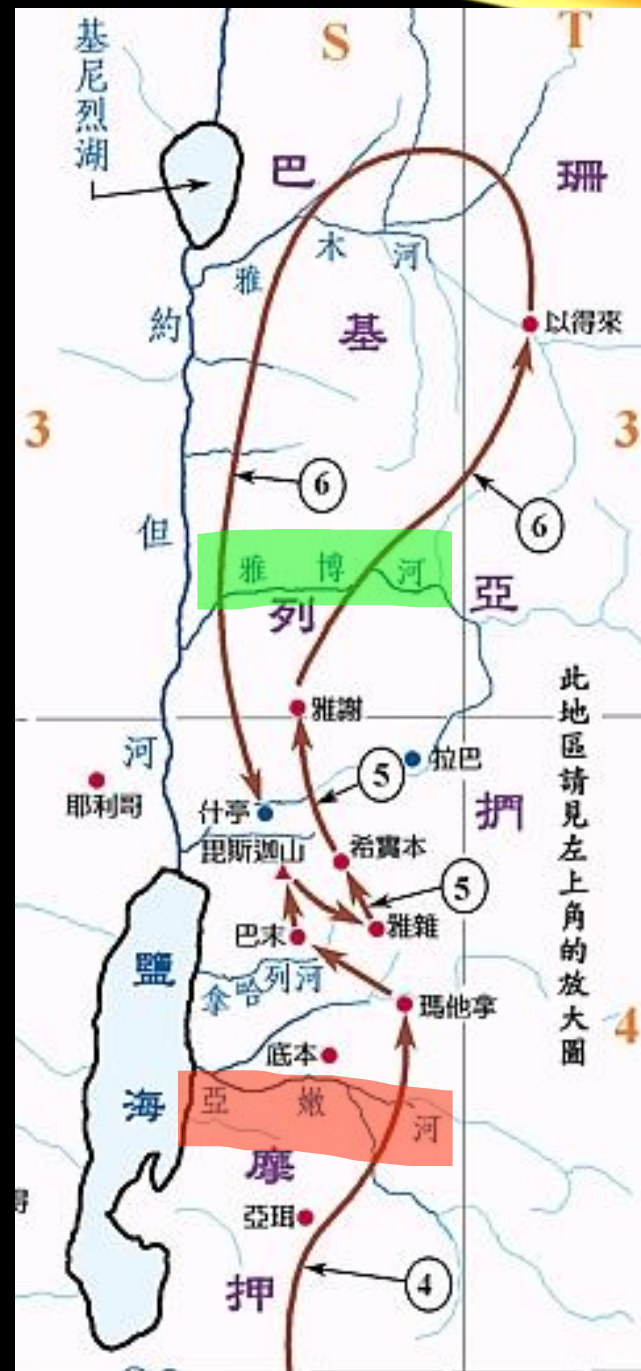 S
T
基尼烈湖
巴
珊
雅木河
約
基
以得來
3
3
6
6
但
雅博河
列
亞
雅謝
此地區請見左上角的放大圖
河
拉巴
5
耶利哥
什亭
捫
毘斯迦山
希實本
5
巴末
雅雜
鹽
拿哈列河
瑪他拿
4
底本
海
亞嫩河
摩
亞珥
押
4